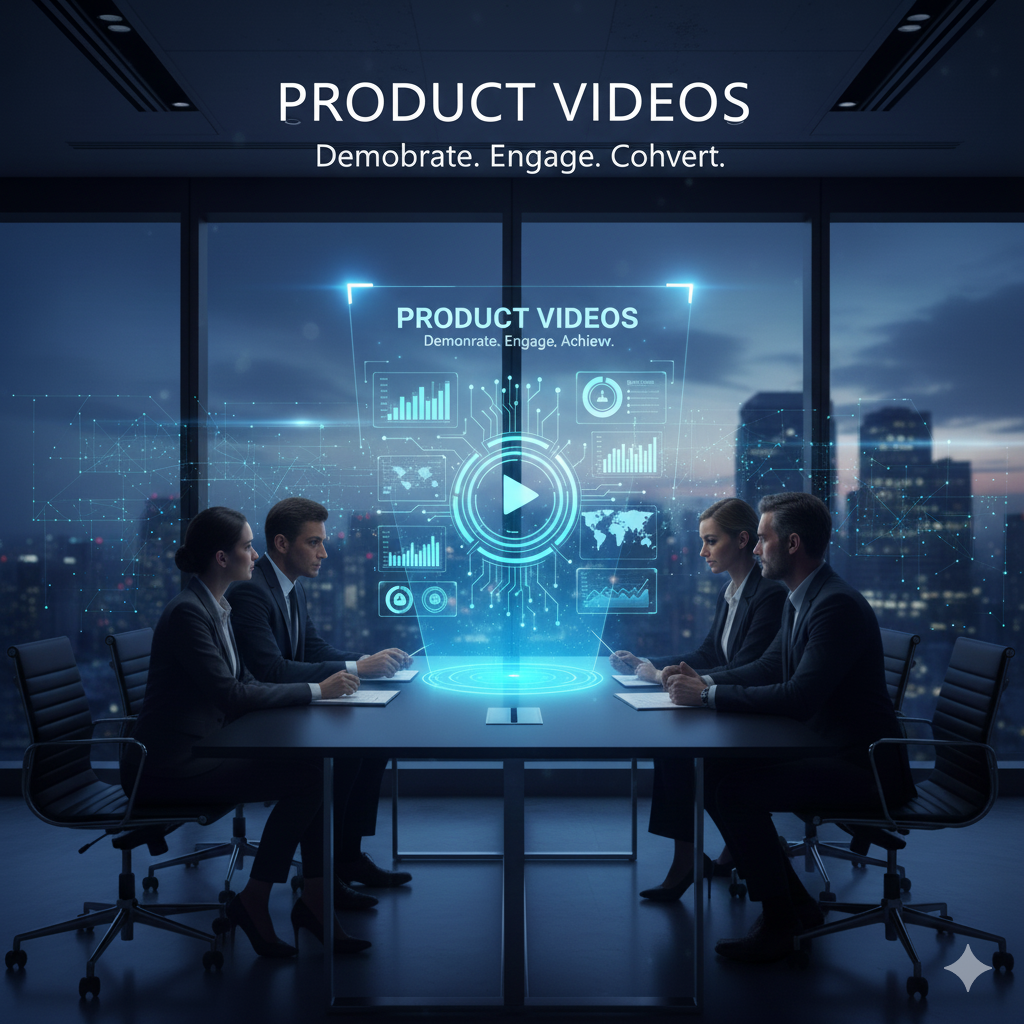 PRODUCT VIDEOS
Demobrate. Engage. Cohvert.
PRODUCT VIDEOS
Demonrate. Engage, Achiew.